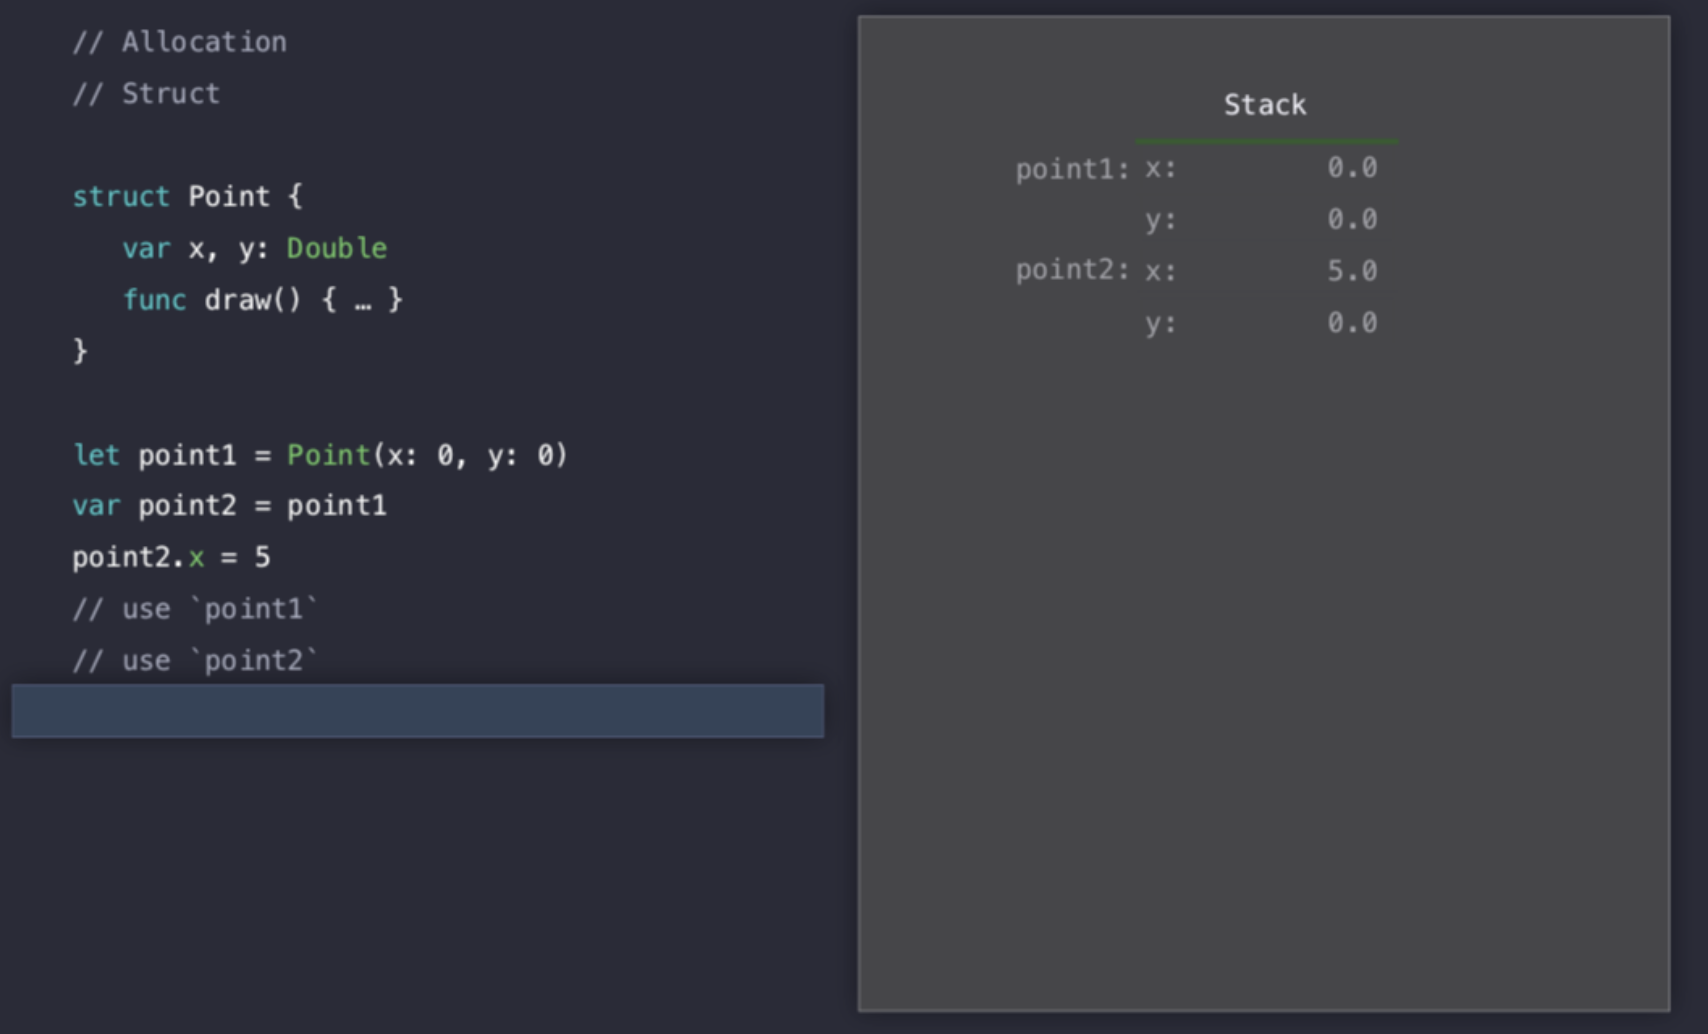 // Allocation
// Struct
struct Point {
var x, y: Double
func draw() { … }
}
let point1 = Point(x: 0, y: 0)
var point2 = point1
point2.x = 5
// use `point1`
// use `point2`
Stack
point1: x: 0.0
y: 0.0
point2: x: 5.0
y: 0.0